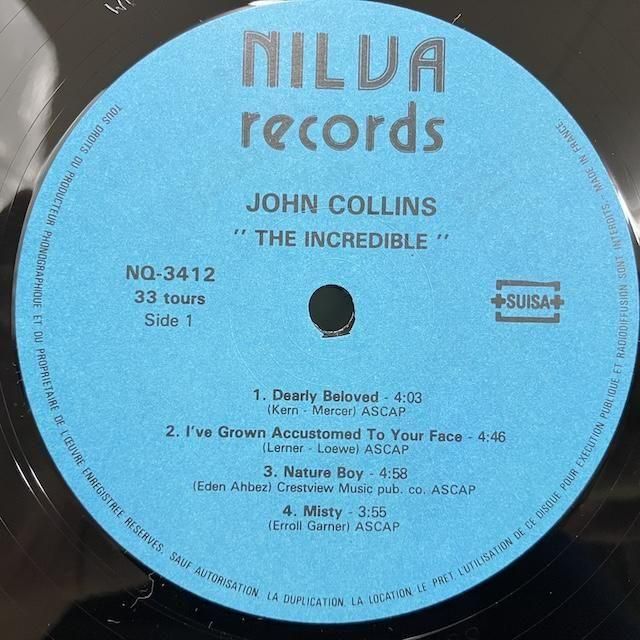 NILVA
records
JOHN COLLINS
" THE INCREDIBLE "
NQ-3412
33 tours
Side 1
SUISA
1. Dearly Beloved - 4:03
(Kern - Mercer) ASCAP
2. I've Grown Accustomed To Your Face - 4:46
(Lerner - Loewe) ASCAP
3. Nature Boy - 4:58
(Eden Ahbez) Crestview Music pub. co. ASCAP
4. Misty - 3:55
(Erroll Garner) ASCAP
TOUS DROITS DU PRODUCTEUR PHONOGRAPHIQUE ET DU PROPRIETAIRE DE L'ŒUVRE ENREGISTREE RESERVES. SAUF AUTORISATION, LA DUPLICATION, LA LOCATION LE PRET, L'UTILISATION DE CE DISQUE POUR EXECUTION PUBLIQUE ET RADIODIFFUSION SONT INTERDITS. MADE IN FRANCE